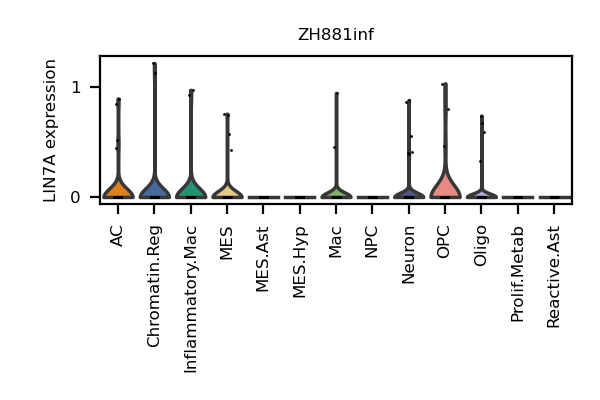 ZH881inf
LIN7A expression
1
0
AC
Chromatin.Reg
Inflammatory.Mac
MES
MES.Ast
MES.Hyp
Mac
NPC
Neuron
OPC
Oligo
Prolif.Metab
Reactive.Ast